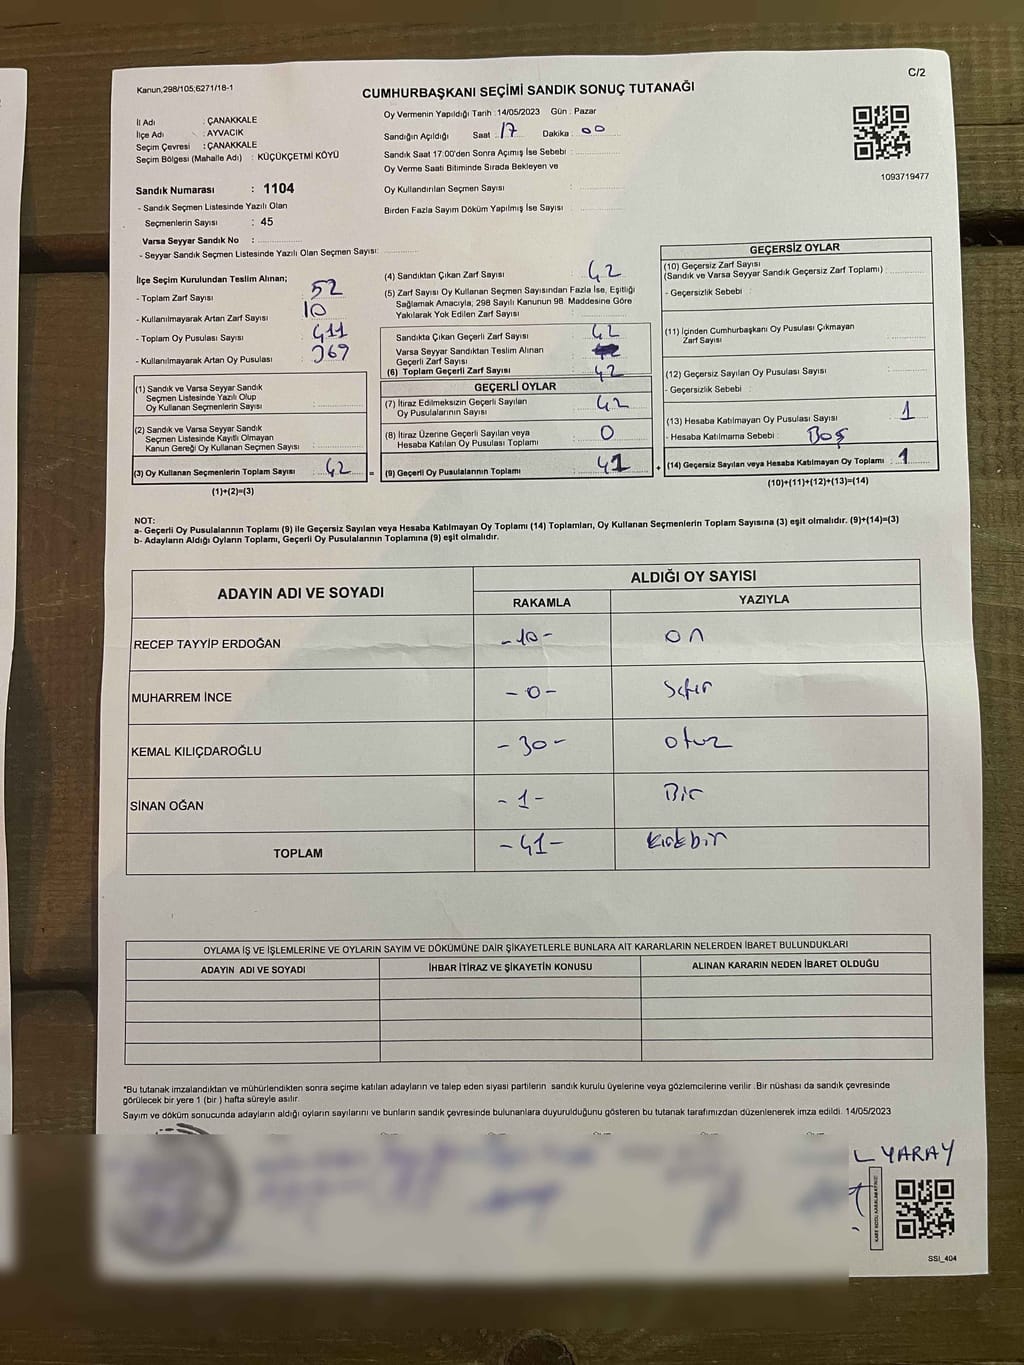 C/2
Kanun,298/105;6271/18-1
CUMHURBAŞKANI SEÇİMİ SANDIK SONUÇ TUTANAĞI
İl Adı : ÇANAKKALE
İlçe Adı : AYVACIK
Seçim Çevresi : ÇANAKKALE
Seçim Bölgesi (Mahalle Adı) : KÜÇÜKÇETMİ KÖYÜ
Sandık Numarası : 1104
- Sandık Seçmen Listesinde Yazılı Olan
Seçmenlerin Sayısı : 45
Varsa Seyyar Sandık No :
- Seyyar Sandık Seçmen Listesinde Yazılı Olan Seçmen Sayısı:
Oy Vermenin Yapıldığı Tarih :14/05/2023 Gün : Pazar
Sandığın Açıldığı Saat : 17 Dakika : 00
Sandık Saat 17:00'den Sonra Açımış İse Sebebi :
Oy Verme Saati Bitiminde Sırada Bekleyen ve
Oy Kullandırılan Seçmen Sayısı :
Birden Fazla Sayım Döküm Yapılmış İse Sayısı :
1093719477
İlçe Seçim Kurulundan Teslim Alınan;
- Toplam Zarf Sayısı : 52
- Kullanılmayarak Artan Zarf Sayısı : 10
- Toplam Oy Pusulası Sayısı : 411
- Kullanılmayarak Artan Oy Pusulası : 369
(1) Sandık ve Varsa Seyyar Sandık
Seçmen Listesinde Yazılı Olup
Oy Kullanan Seçmenlerin Sayısı :
(2) Sandık ve Varsa Seyyar Sandık
Seçmen Listesinde Kayıtlı Olmayan
Kanun Gereği Oy Kullanan Seçmen Sayısı :
(3) Oy Kullanan Seçmenlerin Toplam Sayısı : 42 =
(1)+(2)=(3)
(4) Sandıktan Çıkan Zarf Sayısı : 42
(5) Zarf Sayısı Oy Kullanan Seçmen Sayısından Fazla İse, Eşitliği
Sağlamak Amacıyla; 298 Sayılı Kanunun 98. Maddesine Göre
Yakılarak Yok Edilen Zarf Sayısı :
Sandıkta Çıkan Geçerli Zarf Sayısı : 42
Varsa Seyyar Sandıktan Teslim Alınan
Geçerli Zarf Sayısı
(6) Toplam Geçerli Zarf Sayısı : 42
GEÇERLİ OYLAR
(7) İtiraz Edilmeksizin Geçerli Sayılan
Oy Pusulalarının Sayısı : 42
(8) İtiraz Üzerine Geçerli Sayılan veya
Hesaba Katılan Oy Pusulası Toplamı : 0
(9) Geçerli Oy Pusulalarının Toplamı : 41 +
GEÇERSİZ OYLAR
(10) Geçersiz Zarf Sayısı
(Sandık ve Varsa Seyyar Sandık Geçersiz Zarf Toplamı) :
- Geçersizlik Sebebi :
(11) İçinden Cumhurbaşkanı Oy Pusulası Çıkmayan
Zarf Sayısı :
(12) Geçersiz Sayılan Oy Pusulası Sayısı :
- Geçersizlik Sebebi :
(13) Hesaba Katılmayan Oy Pusulası Sayısı : 1
- Hesaba Katılmama Sebebi : Boş
(14) Geçersiz Sayılan veya Hesaba Katılmayan Oy Toplamı : 1
(10)+(11)+(12)+(13)=(14)
NOT:
a- Geçerli Oy Pusulalarının Toplamı (9) ile Geçersiz Sayılan veya Hesaba Katılmayan Oy Toplamı (14) Toplamları, Oy Kullanan Seçmenlerin Toplam Sayısına (3) eşit olmalıdır. (9)+(14)=(3)
b- Adayların Aldığı Oyların Toplamı, Geçerli Oy Pusulalarının Toplamına (9) eşit olmalıdır.
ADAYIN ADI VE SOYADI ALDIĞI OY SAYISI
RAKAMLA YAZIYLA
RECEP TAYYİP ERDOĞAN -10- on
MUHARREM İNCE -0- Sıfır
KEMAL KILIÇDAROĞLU -30- otuz
SİNAN OĞAN -1- Bir
TOPLAM -41- Kırkbir
OYLAMA İŞ VE İŞLEMLERİNE VE OYLARIN SAYIM VE DÖKÜMÜNE DAİR ŞİKAYETLERLE BUNLARA AİT KARARLARIN NELERDEN İBARET BULUNDUKLARI
ADAYIN ADI VE SOYADI İHBAR İTİRAZ VE ŞİKAYETİN KONUSU ALINAN KARARIN NEDEN İBARET OLDUĞU
*Bu tutanak imzalandıktan ve mühürlendikten sonra seçime katılan adayların ve talep eden siyasi partilerin sandık kurulu üyelerine veya gözlemcilerine verilir. Bir nüshası da sandık çevresinde
görülecek bir yere 1 (bir ) hafta süreyle asılır.
Sayım ve döküm sonucunda adayların aldığı oyların sayılarını ve bunların sandık çevresinde bulunanlara duyurulduğunu gösteren bu tutanak tarafımızdan düzenlenerek imza edildi. 14/05/2023
L YARAY
SSI_404